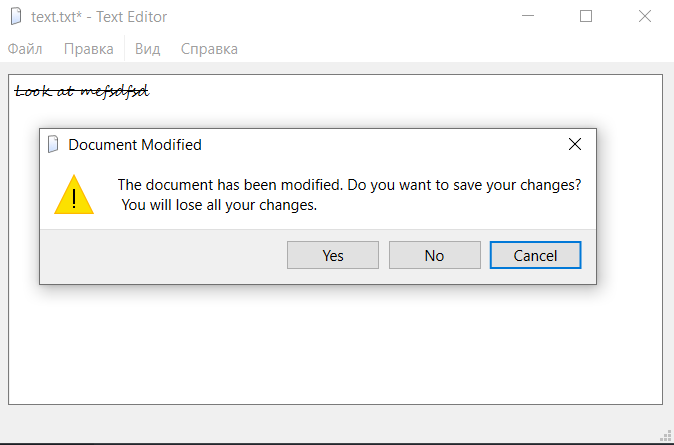 text.txt* - Text Editor
Файл Правка Вид Справка
Look at mefsdfsd
Document Modified
The document has been modified. Do you want to save your changes?
You will lose all your changes.
Yes No Cancel